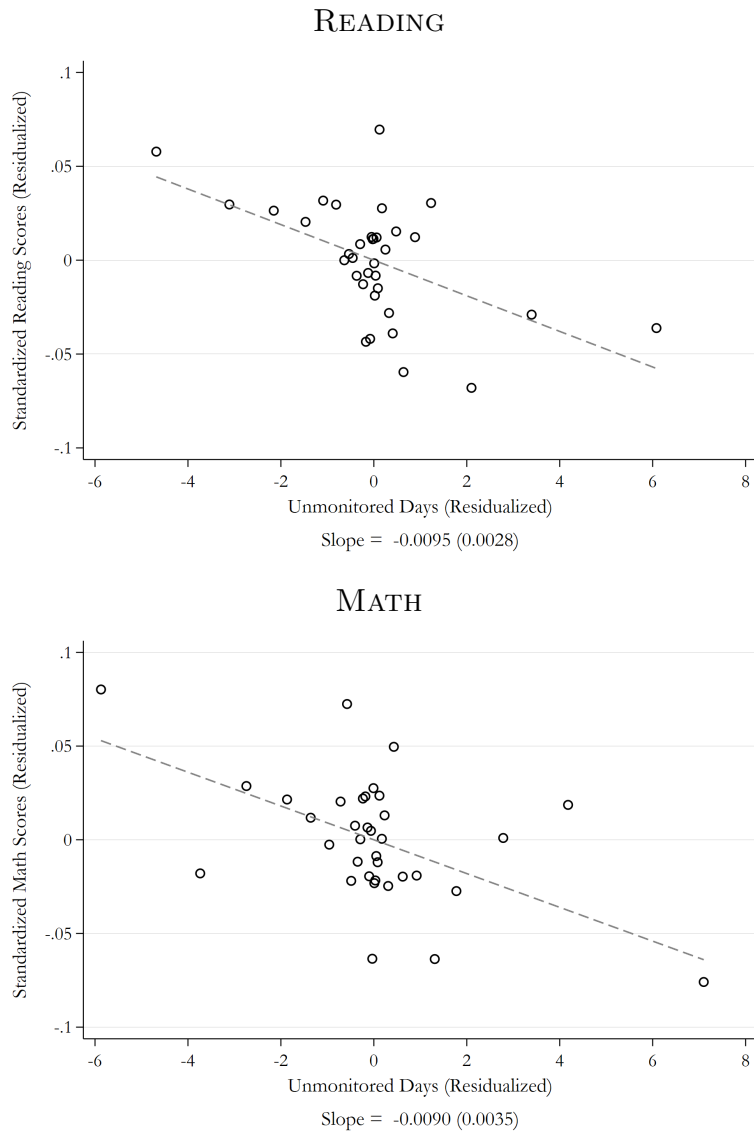 READING
Standardized Reading Scores (Residualized)
.1
.05
0
-.05
-.1
-6 -4 -2 0 2 4 6 8
Unmonitored Days (Residualized)
Slope = -0.0095 (0.0028)
MATH
Standardized Math Scores (Residualized)
.1
.05
0
-.05
-.1
-6 -4 -2 0 2 4 6 8
Unmonitored Days (Residualized)
Slope = -0.0090 (0.0035)